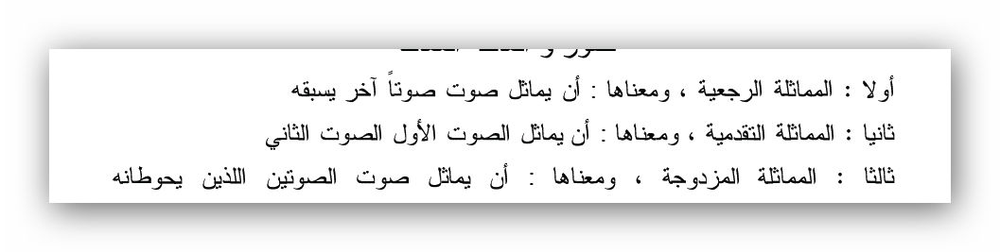 أولا : المماثلة الرجعية ، ومعناها : أن يماثل صوت صوتاً آخر يسبقه
ثانيا : المماثلة التقدمية ، ومعناها : أن يماثل الصوت الأول الصوت الثاني
ثالثا : المماثلة المزدوجة ، ومعناها : أن يماثل صوت الصوتين اللذين يحوطانه